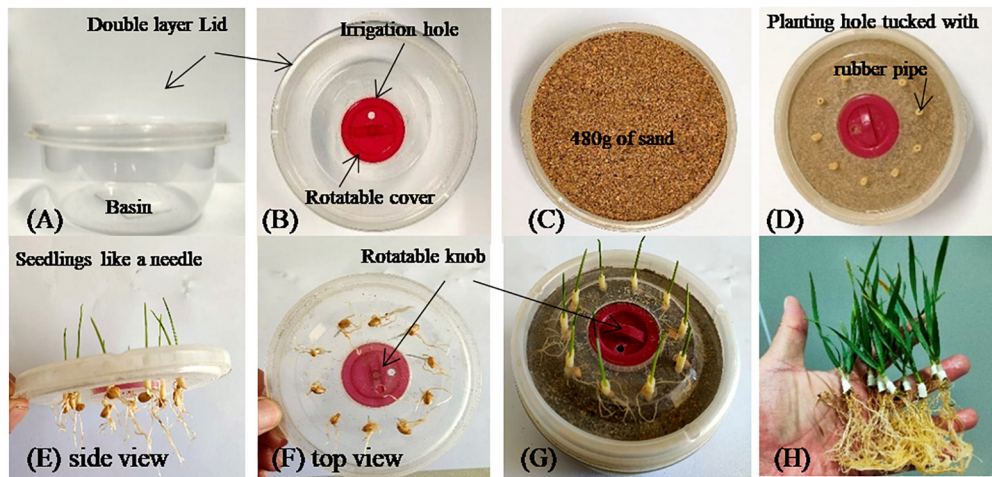 Double layer Lid
Basin
(A)
Irrigation hole
Rotatable cover
(B)
480g of sand
(C)
Planting hole tucked with
rubber pipe
(D)
Seedlings like a needle
(E) side view
Rotatable knob
(F) top view
(G)
(H)